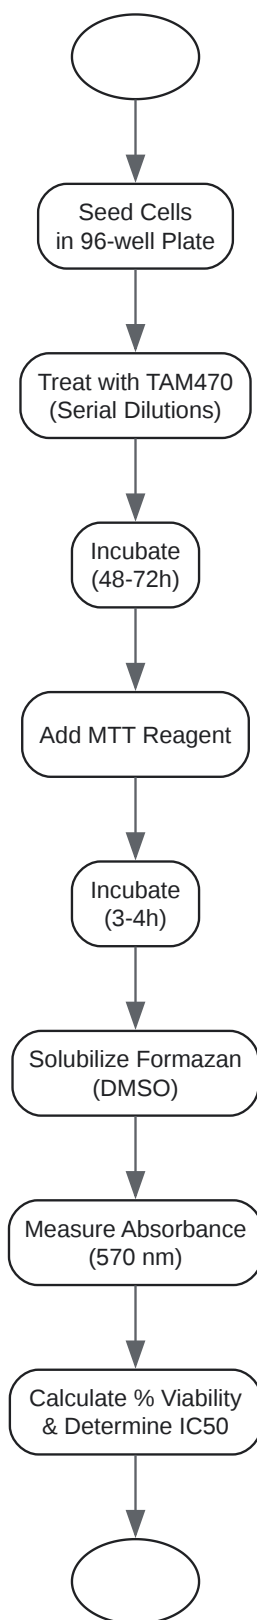 Seed Cells
in 96-well Plate
Treat with TAM470
(Serial Dilutions)
Incubate
(48-72h)
Add MTT Reagent
Incubate
(3-4h)
Solubilize Formazan
(DMSO)
Measure Absorbance
(570 nm)
Calculate % Viability
& Determine IC50